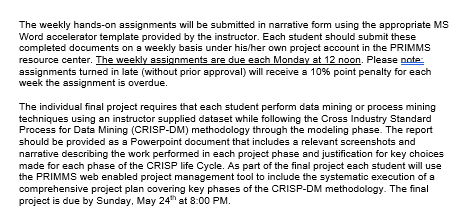 The weekly hands-on assignments will be submitted in narrative form using the appropriate MS
Word accelerator template provided by the instructor. Each student should submit these
completed documents on a weekly basis under his/her own project account in the PRIMMS
resource center. The weekly assignments are due each Monday at 12 noon. Please note:
assignments turned in late (without prior approval) will receive a 10% point penalty for each
week the assignment is overdue.

The individual final project requires that each student perform data mining or process mining
techniques using an instructor supplied dataset while following the Cross Industry Standard
Process for Data Mining (CRISP-DM) methodology through the modeling phase. The report
should be provided as a Powerpoint document that includes a relevant screenshots and
narrative describing the work performed in each project phase and justification for key choices
made for each phase of the CRISP life Cycle. As part of the final project each student will use
the PRIMMS web enabled project management tool to include the systematic execution of a
comprehensive project plan covering key phases of the CRISP-DM methodology. The final
project is due by Sunday, May 24th at 8:00 PM.